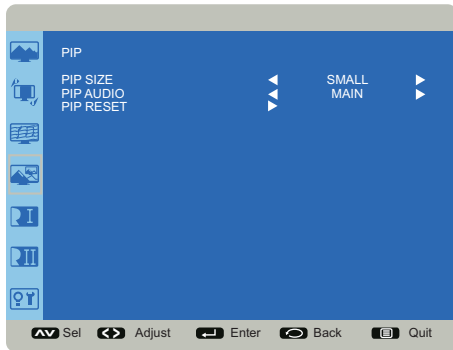 PIP
PIP SIZE SMALL
PIP AUDIO MAIN
PIP RESET
Sel Adjust Enter Back Quit